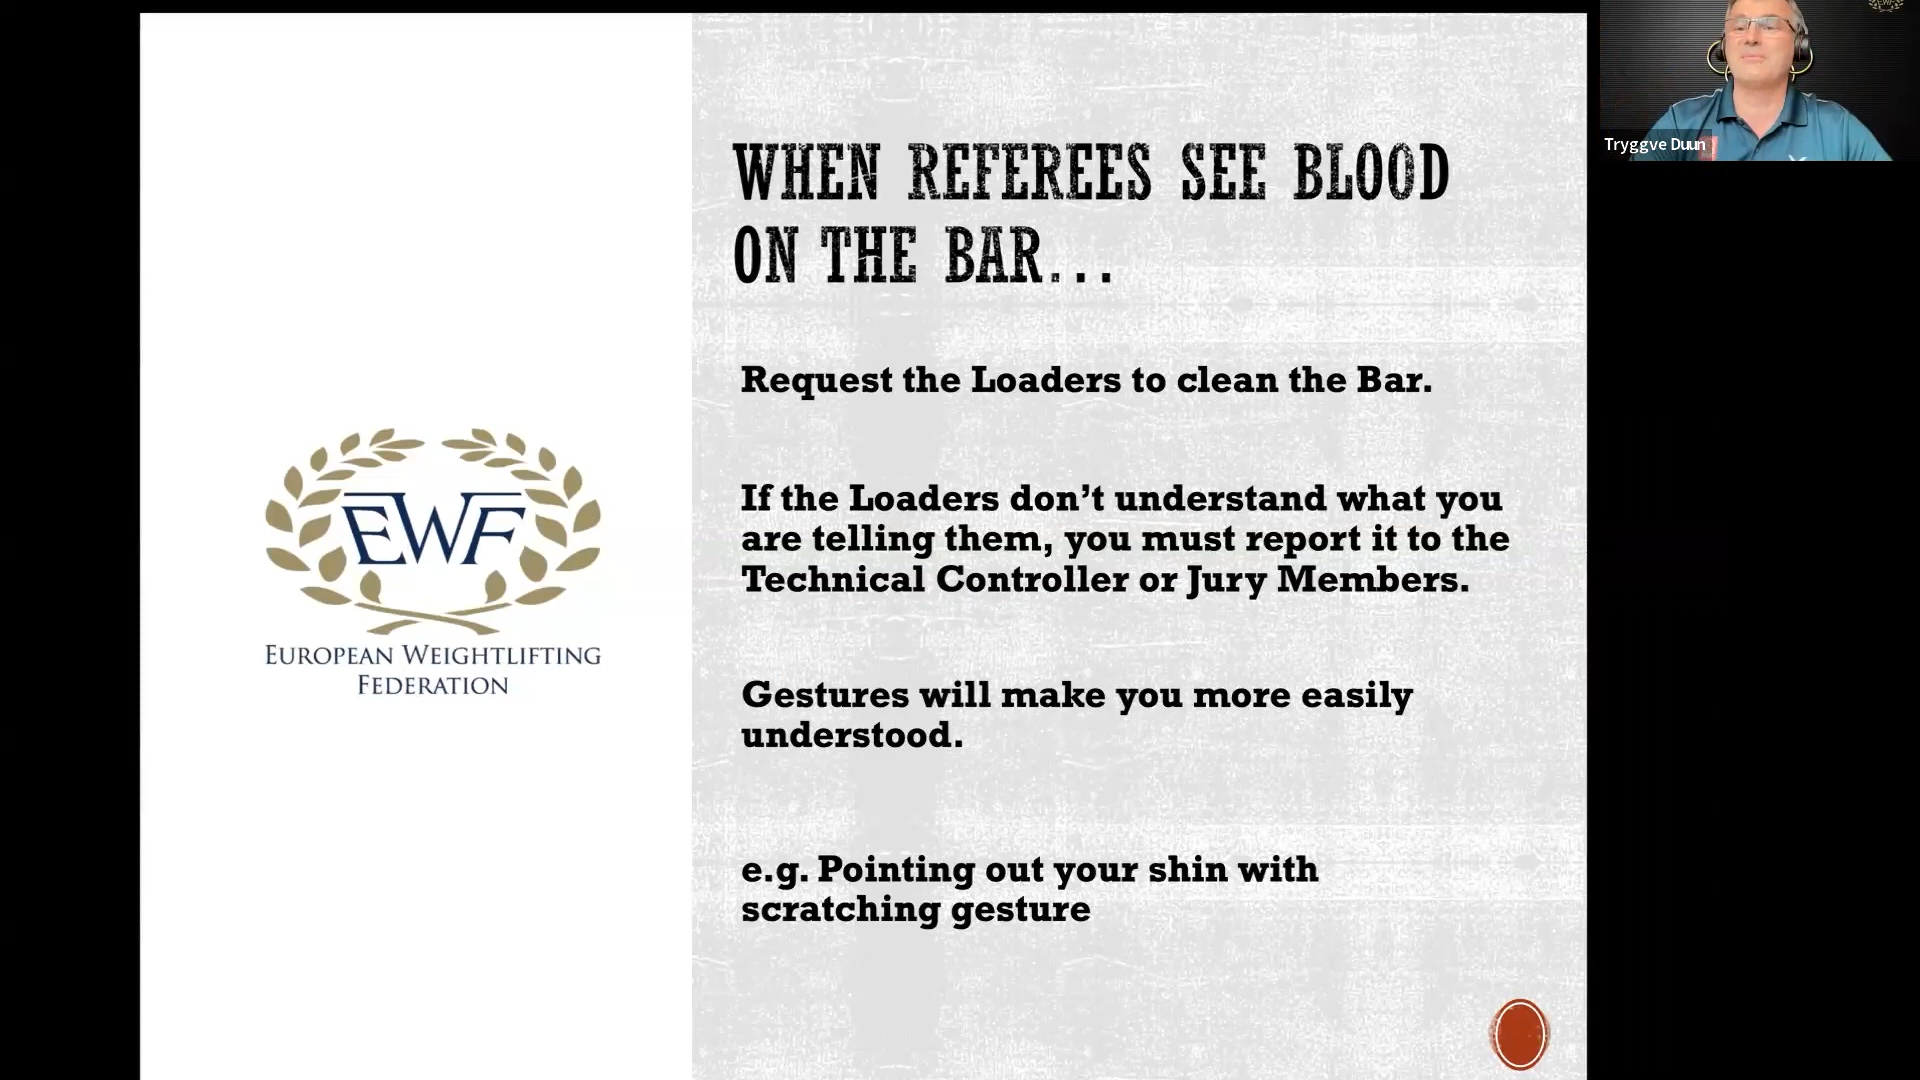 WHEN REFEREES SEE BLOOD
ON THE BAR...
Request the Loaders to clean the Bar.
If the Loaders don’t understand what you
are telling them, you must report it to the
Technical Controller or Jury Members.
Gestures will make you more easily
understood.
e.g. Pointing out your shin with
scratching gesture
EWF
EUROPEAN WEIGHTLIFTING
FEDERATION
Tryggve Duun